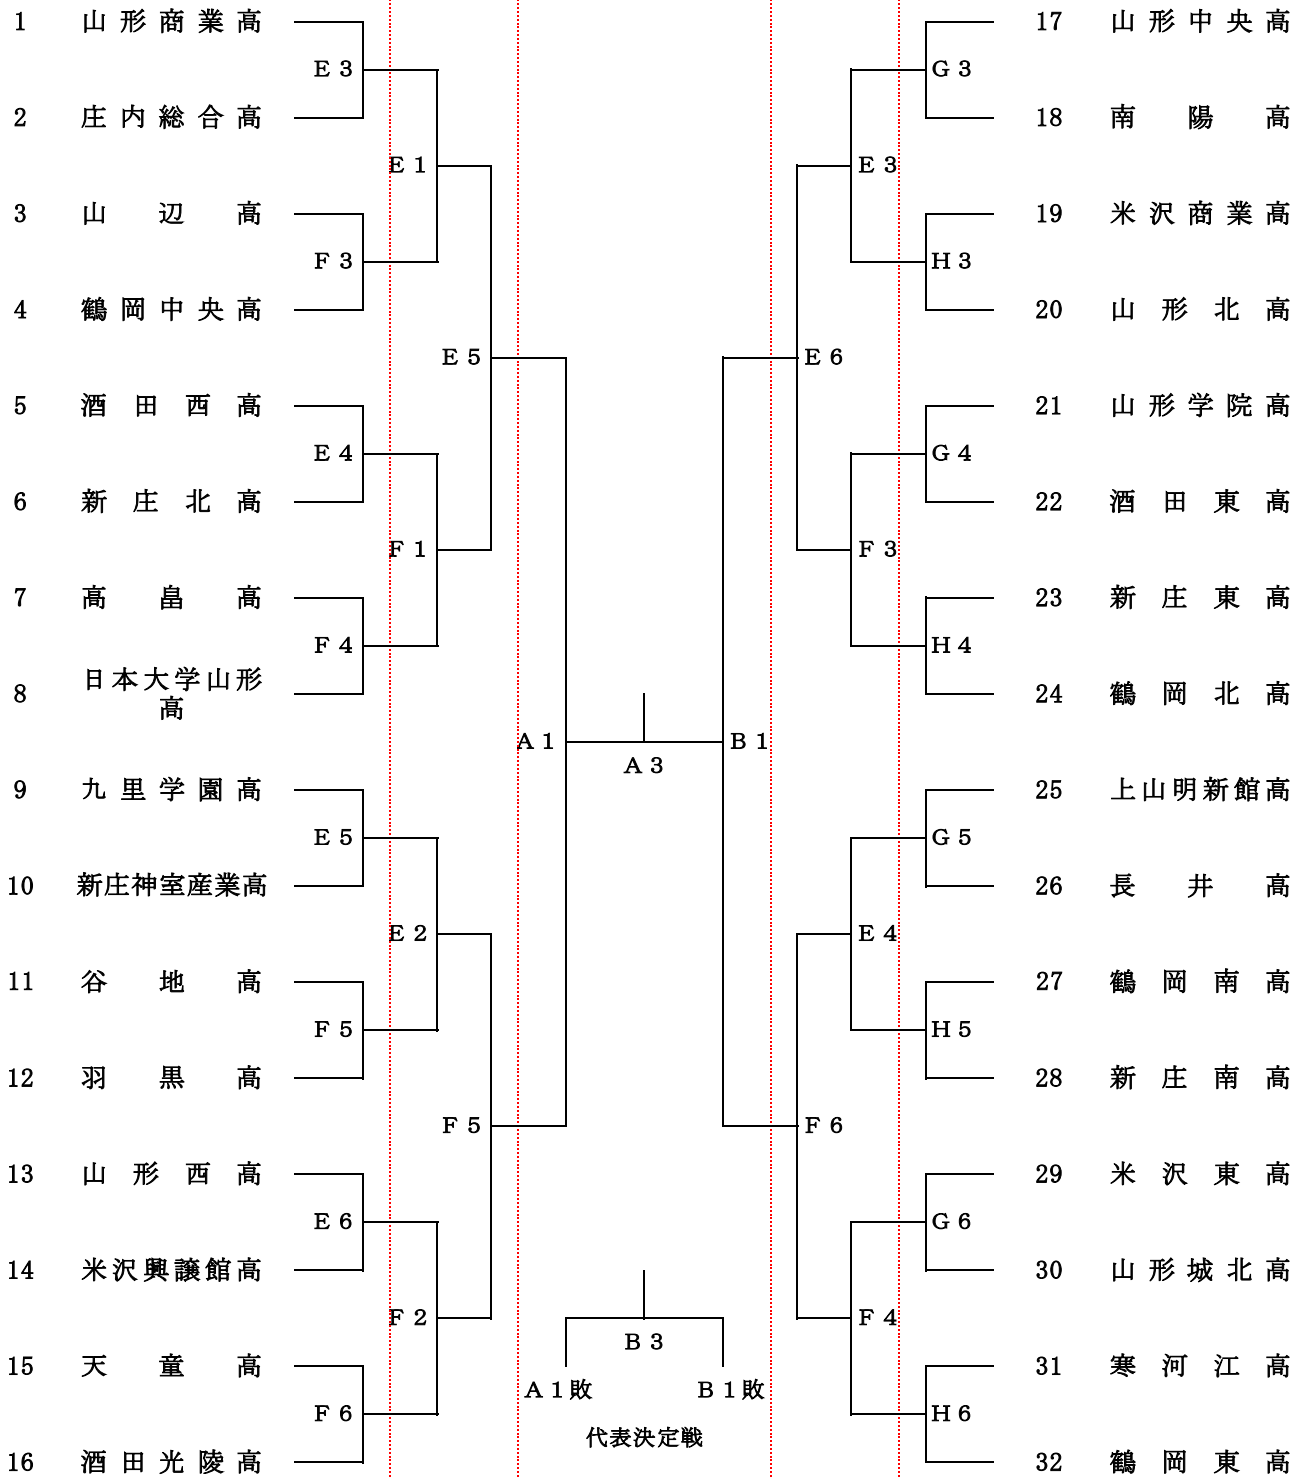 1 山形商業高
E3
2 庄内総合高
E1
3 山辺高
F3
4 鶴岡中央高
E5
5 酒田西高
E4
6 新庄北高
F1
7 高畠高
F4
8 日本大学山形
高
A1
9 九里学園高
E5
10 新庄神室産業高
E2
11 谷地高
F5
12 羽黒高
F5
13 山形西高
E6
14 米沢興譲館高
F2
15 天童高
F6
16 酒田光陵高
A3
B3
A1敗 B1敗
代表決定戦
17 山形中央高
G3
18 南陽高
E3
19 米沢商業高
H3
20 山形北高
E6
21 山形学院高
G4
22 酒田東高
F3
23 新庄東高
H4
24 鶴岡北高
B1
25 上山明新館高
G5
26 長井高
E4
27 鶴岡南高
H5
28 新庄南高
F6
29 米沢東高
G6
30 山形城北高
F4
31 寒河江高
H6
32 鶴岡東高